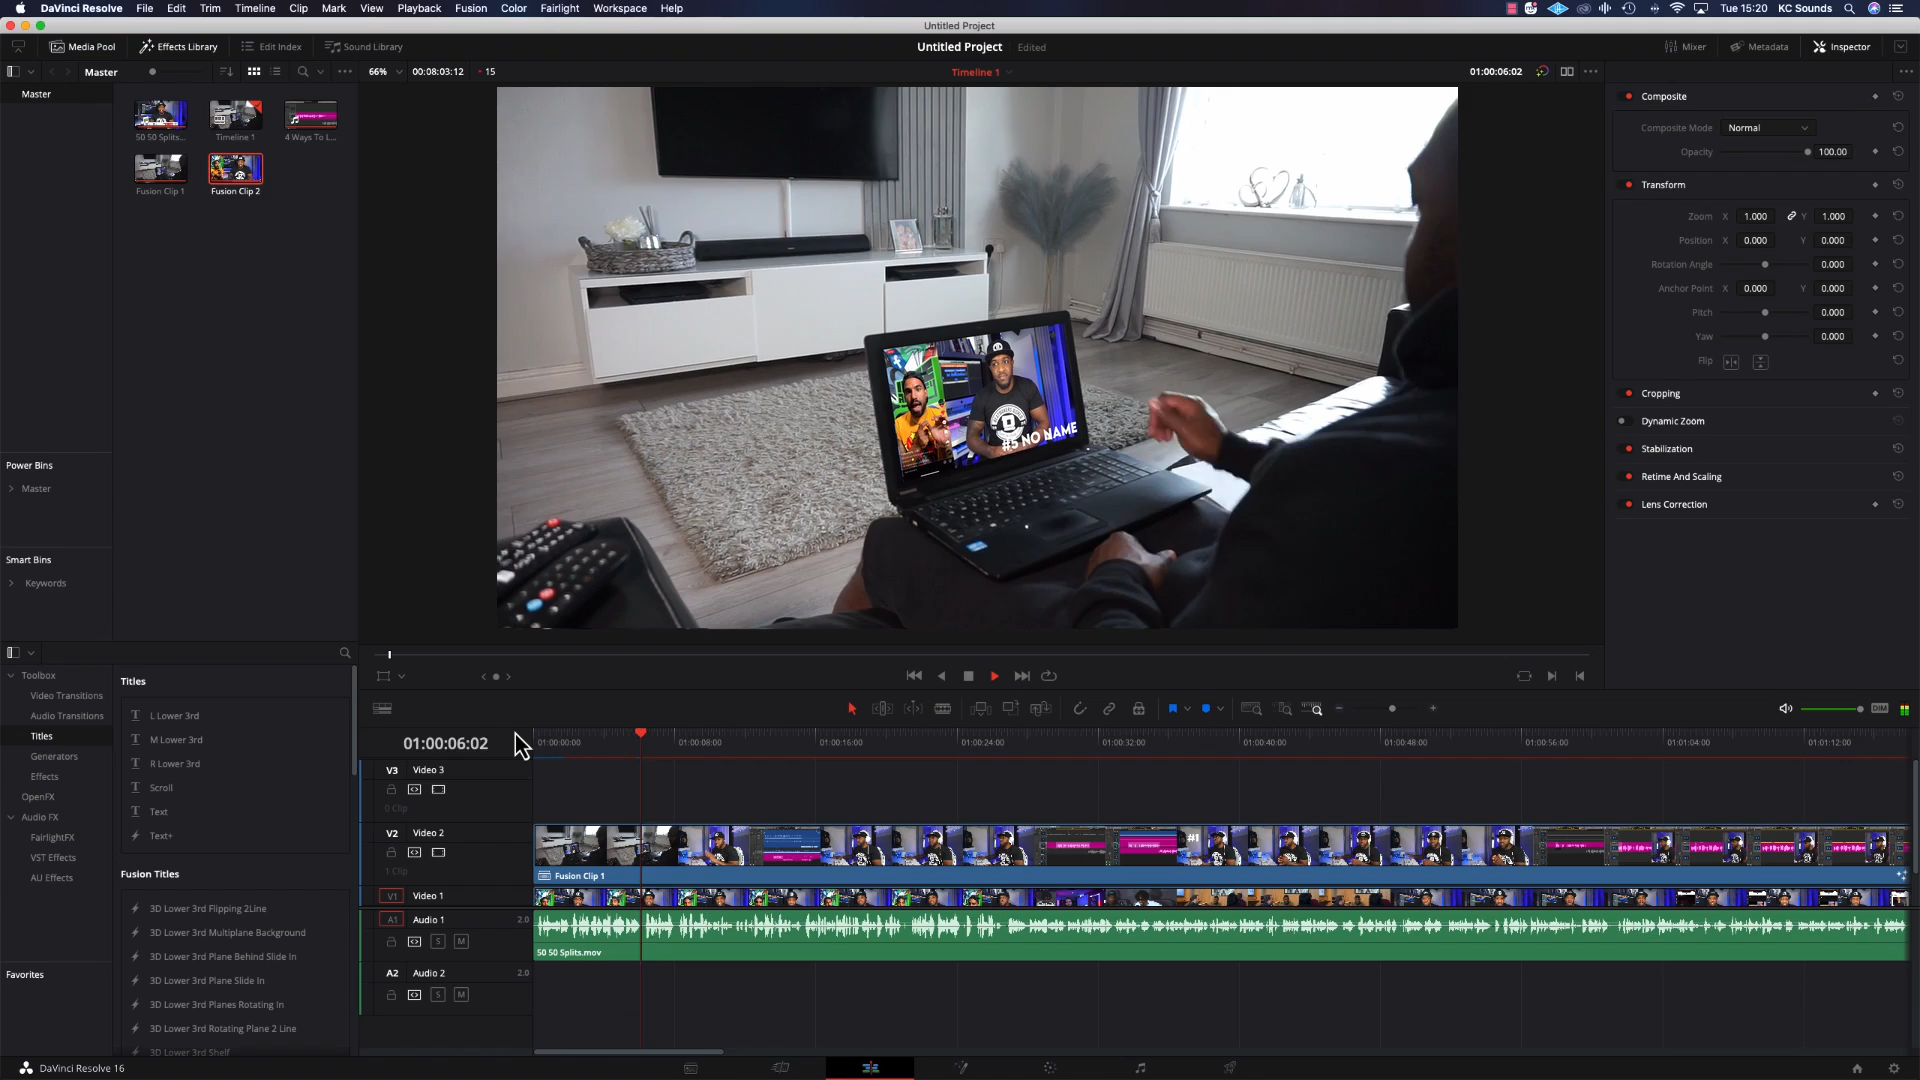 DaVinci Resolve File Edit Trim Timeline Clip Mark View Playback Fusion Color Fairlight Workspace Help Tue 15:20 KC Sounds
Untitled Project
Media Pool Effects Library Edit Index Sound Library Untitled Project Edited Mixer Metadata Inspector
Master 66% 00:08:03:12 15 Timeline 1 01:00:06:02
Master
50 50 Splits... Timeline 1 4 Ways To L...
Fusion Clip 1 Fusion Clip 2
Power Bins
Master
Smart Bins
Keywords
#5 NO NAME
Composite
Composite Mode Normal
Opacity 100.00
Transform
Zoom X 1.000 Y 1.000
Position X 0.000 Y 0.000
Rotation Angle 0.000
Anchor Point X 0.000 Y 0.000
Pitch 0.000
Yaw 0.000
Flip
Cropping
Dynamic Zoom
Stabilization
Retime And Scaling
Lens Correction
Toolbox
Video Transitions
Audio Transitions
Titles
Generators
Effects
OpenFX
Audio FX
FairlightFX
VST Effects
AU Effects
Favorites
Titles
L Lower 3rd
M Lower 3rd
R Lower 3rd
Scroll
Text
Text+
Fusion Titles
3D Lower 3rd Flipping 2Line
3D Lower 3rd Multiplane Background
3D Lower 3rd Plane Behind Slide In
3D Lower 3rd Plane Slide In
3D Lower 3rd Planes Rotating In
3D Lower 3rd Rotating Plane 2 Line
3D Lower 3rd Shelf
DIM
01:00:06:02 01:00:00:00 01:00:08:00 01:00:16:00 01:00:24:00 01:00:32:00 01:00:40:00 01:00:48:00 01:00:56:00 01:01:04:00 01:01:12:00
V3 Video 3
0 Clip
V2 Video 2
1 Clip
#1
Fusion Clip 1
V1 Video 1
A1 Audio 1 2.0
S M
50 50 Splits.mov
A2 Audio 2 2.0
S M
DaVinci Resolve 16